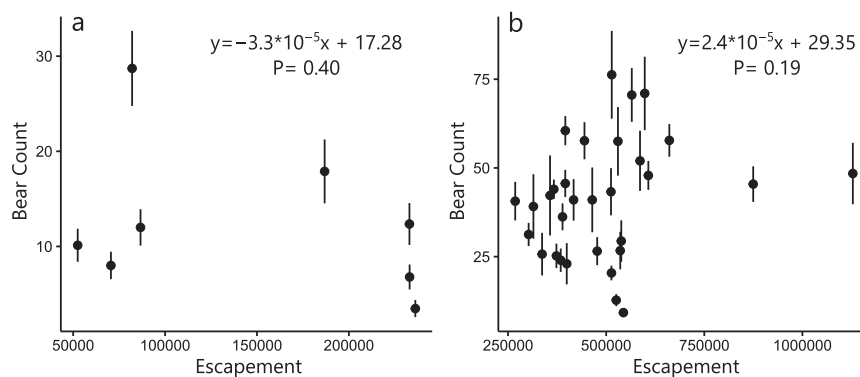 a
y=−3.3*10⁻⁵x + 17.28
P= 0.40
30
20
10
Bear Count
50000 100000 150000 200000
Escapement
b
y=2.4*10⁻⁵x + 29.35
P= 0.19
75
50
25
Bear Count
250000 500000 750000 1000000
Escapement